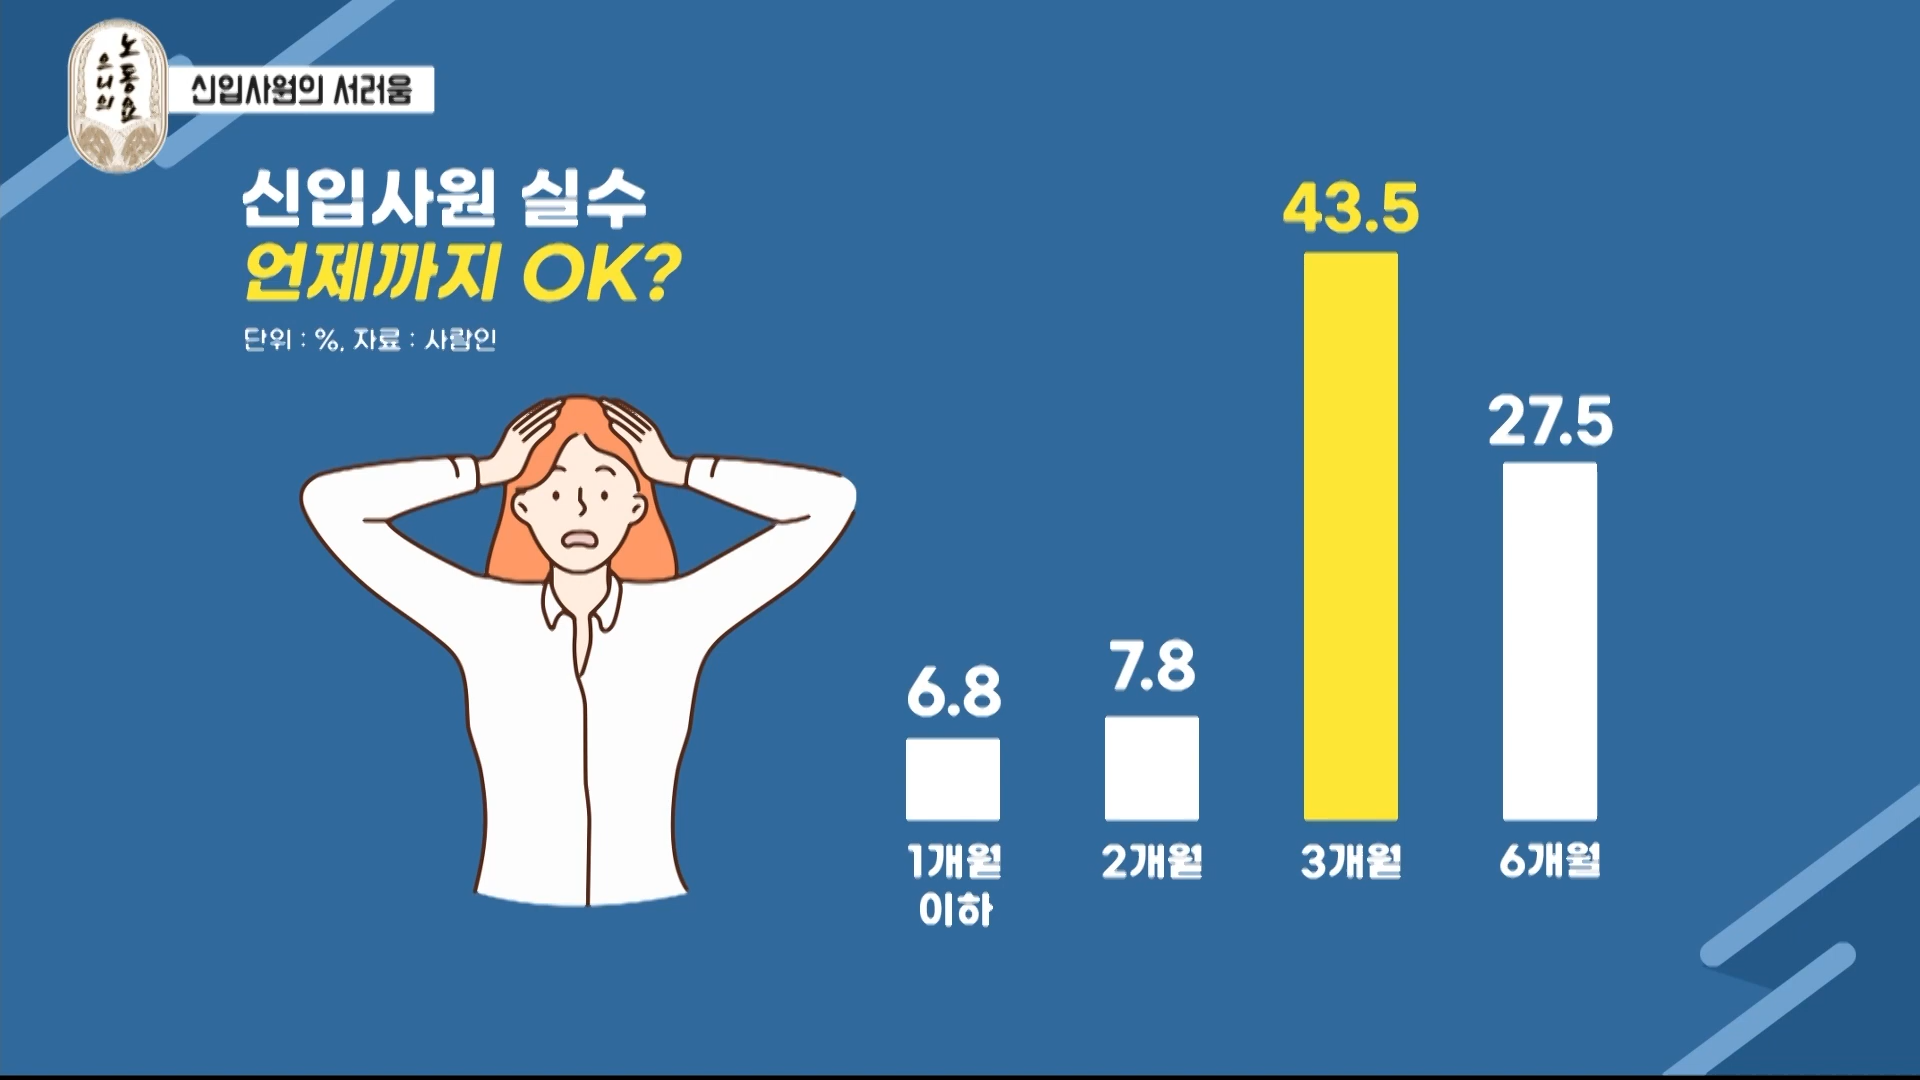 으니의
노동요
신입사원의 서러움
신입사원 실수
언제까지 OK?
단위 : %, 자료 : 사람인
6.8
7.8
43.5
27.5
1개월
이하
2개월
3개월
6개월